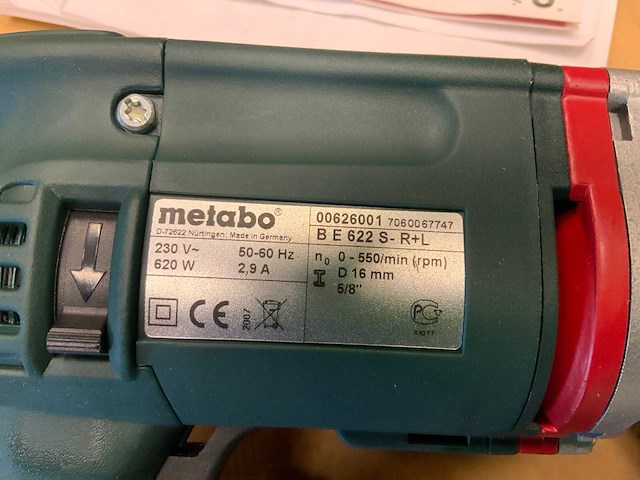 metabo®
D-72622 Nürtingen, Made in Germany
230 V~ 50-60 Hz
620 W 2,9 A
CE 2007
00626001 7060067747
B E 622 S- R+L
n₀ 0 - 550/min (rpm)
D 16 mm
5/8"